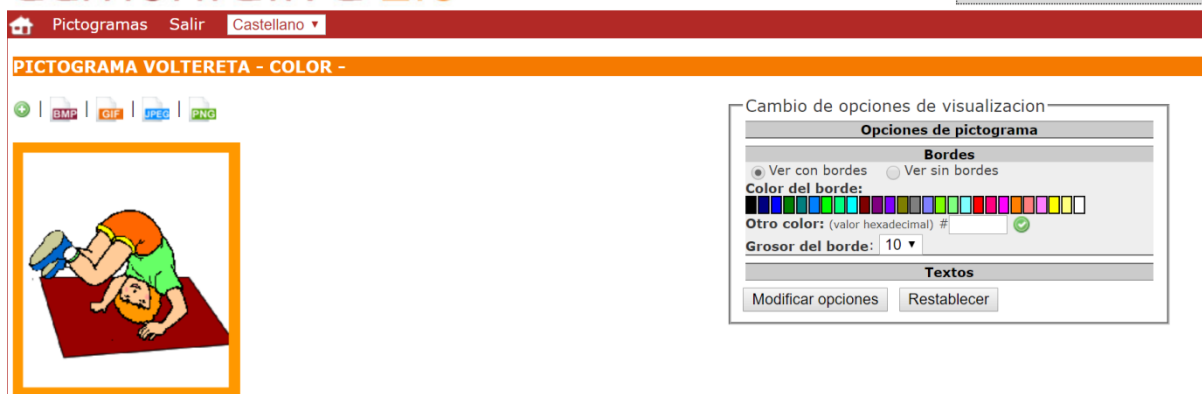 Pictogramas Salir Castellano
PICTOGRAMA VOLTERETA - COLOR -
| BMP | GIF | JPEG | PNG
Cambio de opciones de visualizacion
Opciones de pictograma
Bordes
Ver con bordes Ver sin bordes
Color del borde:
Otro color: (valor hexadecimal) #
Grosor del borde: 10
Textos
Modificar opciones Restablecer